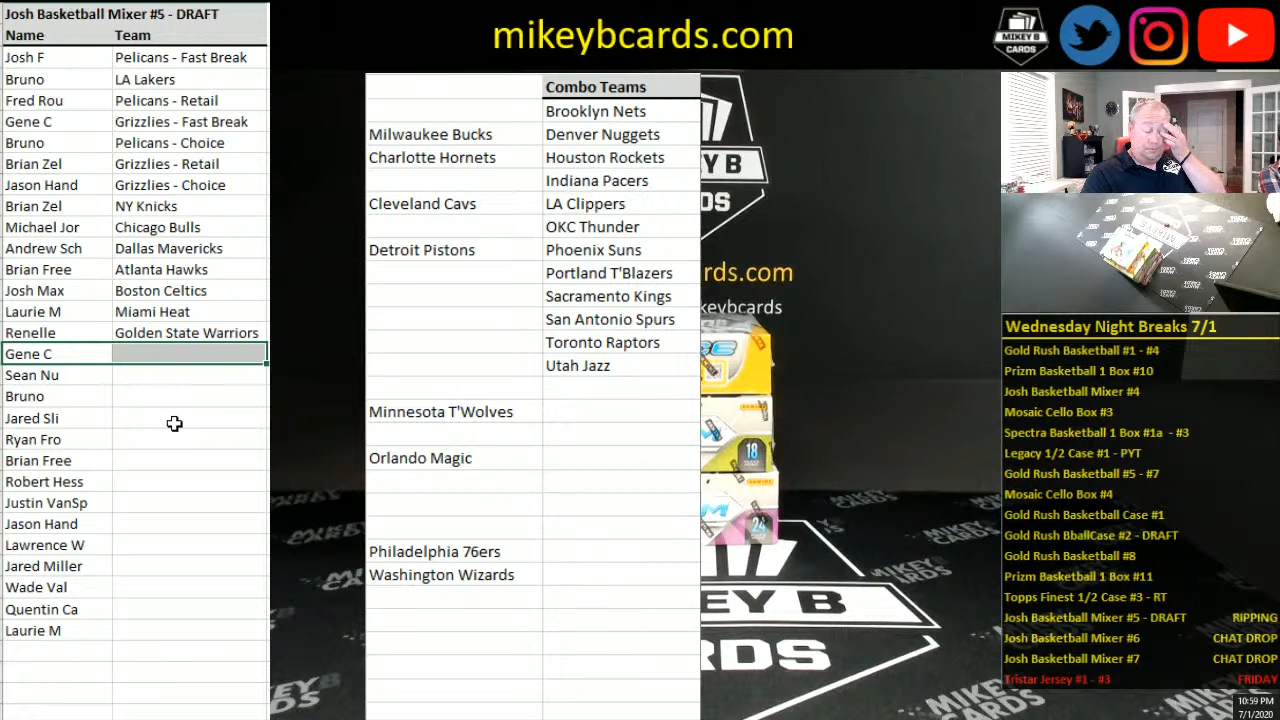 Josh Basketball Mixer #5 - DRAFT
Name Team
Josh F Pelicans - Fast Break
Bruno LA Lakers
Fred Rou Pelicans - Retail
Gene C Grizzlies - Fast Break
Bruno Pelicans - Choice
Brian Zel Grizzlies - Retail
Jason Hand Grizzlies - Choice
Brian Zel NY Knicks
Michael Jor Chicago Bulls
Andrew Sch Dallas Mavericks
Brian Free Atlanta Hawks
Josh Max Boston Celtics
Laurie M Miami Heat
Renelle Golden State Warriors
Gene C
Sean Nu
Bruno
Jared Sli
Ryan Fro
Brian Free
Robert Hess
Justin VanSp
Jason Hand
Lawrence W
Jared Miller
Wade Val
Quentin Ca
Laurie M
mikeybcards.com
Combo Teams
Brooklyn Nets
Milwaukee Bucks Denver Nuggets
Charlotte Hornets Houston Rockets
Indiana Pacers
Cleveland Cavs LA Clippers
OKC Thunder
Detroit Pistons Phoenix Suns
Portland T'Blazers
Sacramento Kings
San Antonio Spurs
Toronto Raptors
Utah Jazz
Minnesota T'Wolves
Orlando Magic
Philadelphia 76ers
Washington Wizards
EY B
DS
rds.com
keybcards
18
24
EY B
RDS
MIKEY B
CARDS
Wednesday Night Breaks 7/1
Gold Rush Basketball #1 - #4
Prizm Basketball 1 Box #10
Josh Basketball Mixer #4
Mosaic Cello Box #3
Spectra Basketball 1 Box #1a - #3
Legacy 1/2 Case #1 - PYT
Gold Rush Basketball #5 - #7
Mosaic Cello Box #4
Gold Rush Basketball Case #1
Gold Rush BballCase #2 - DRAFT
Gold Rush Basketball #8
Prizm Basketball 1 Box #11
Topps Finest 1/2 Case #3 - RT
Josh Basketball Mixer #5 - DRAFT RIPPING
Josh Basketball Mixer #6 CHAT DROP
Josh Basketball Mixer #7 CHAT DROP
Tristar Jersey #1 - #3 FRIDAY
10:59 PM
7/1/2020